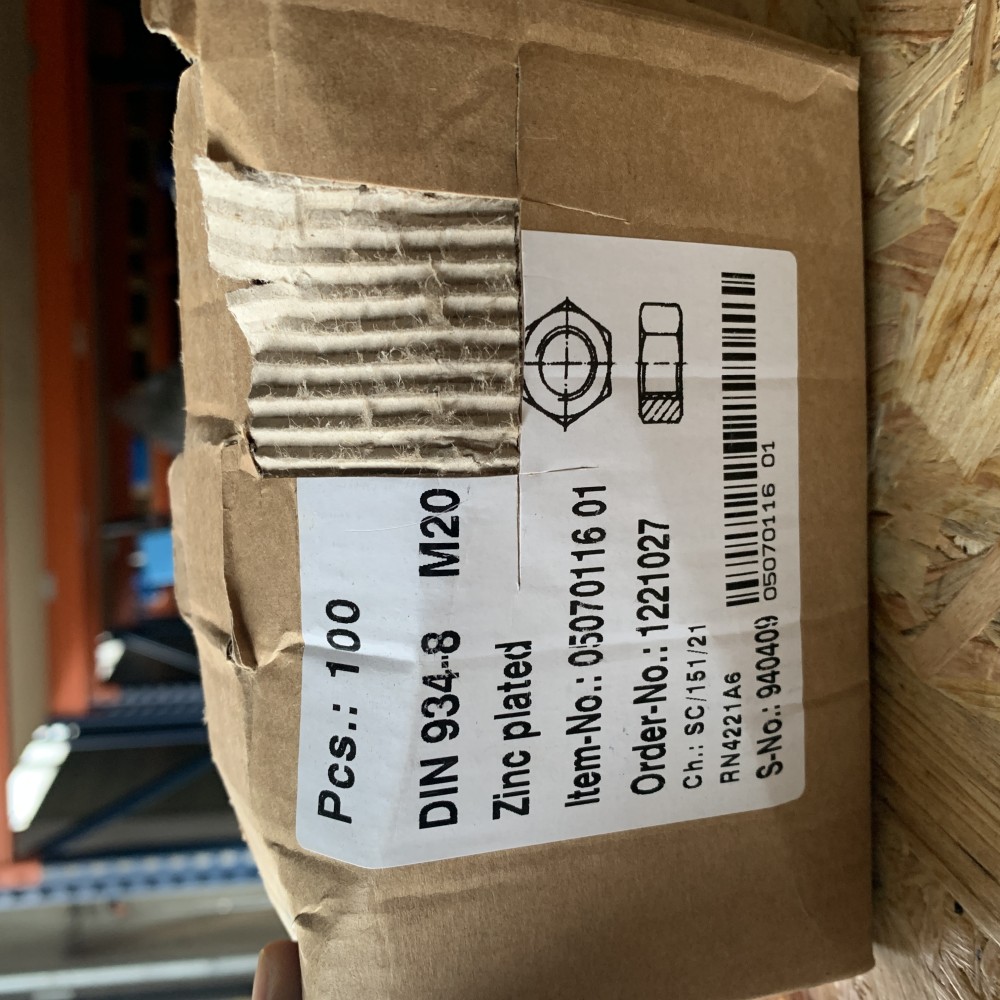 Pcs.: 100
DIN 934-8 M20
Zinc plated
Item-No.: 05070116 01
Order-No.: 1221027
Ch.: SC/151/21
RN4221A6
S-No.: 940409
05070116 01